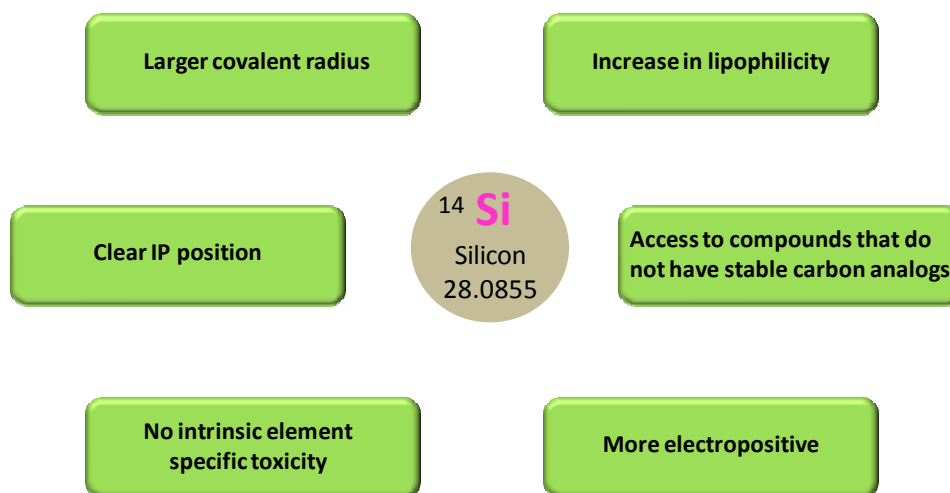 Larger covalent radius
Increase in lipophilicity
Clear IP position
14 Si
Silicon
28.0855
Access to compounds that do
not have stable carbon analogs
No intrinsic element
specific toxicity
More electropositive